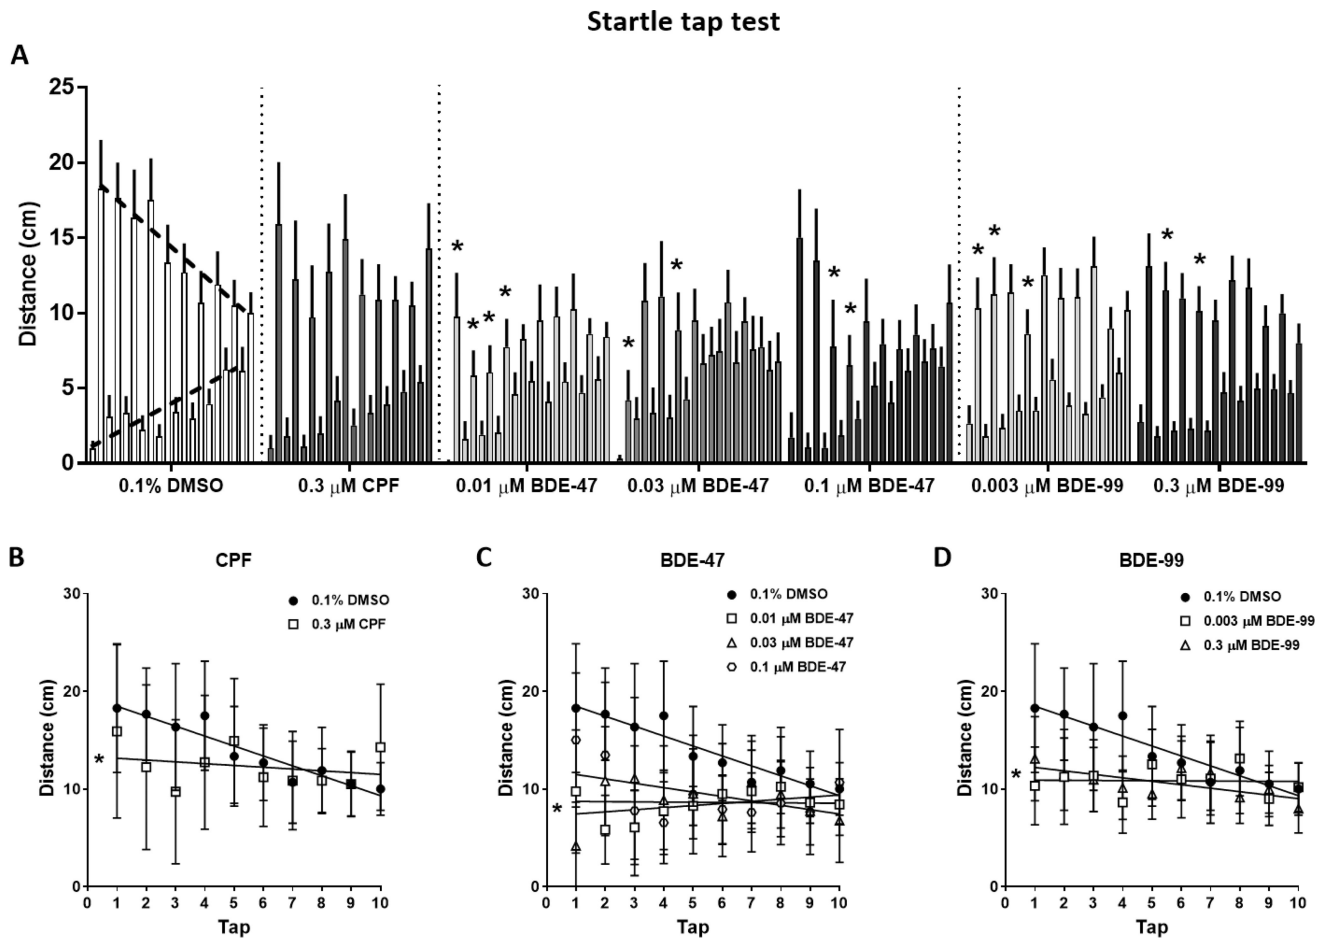 Startle tap test
A
25
20
15
10
5
0
Distance (cm)
* * * * * * * * * * * * *
0.1% DMSO 0.3 μM CPF 0.01 μM BDE-47 0.03 μM BDE-47 0.1 μM BDE-47 0.003 μM BDE-99 0.3 μM BDE-99
B
CPF
0.1% DMSO
0.3 μM CPF
30
20
10
0
Distance (cm)
*
0 1 2 3 4 5 6 7 8 9 10
Tap
C
BDE-47
0.1% DMSO
0.01 μM BDE-47
0.03 μM BDE-47
0.1 μM BDE-47
30
20
10
0
Distance (cm)
*
0 1 2 3 4 5 6 7 8 9 10
Tap
D
BDE-99
0.1% DMSO
0.003 μM BDE-99
0.3 μM BDE-99
30
20
10
0
Distance (cm)
*
0 1 2 3 4 5 6 7 8 9 10
Tap